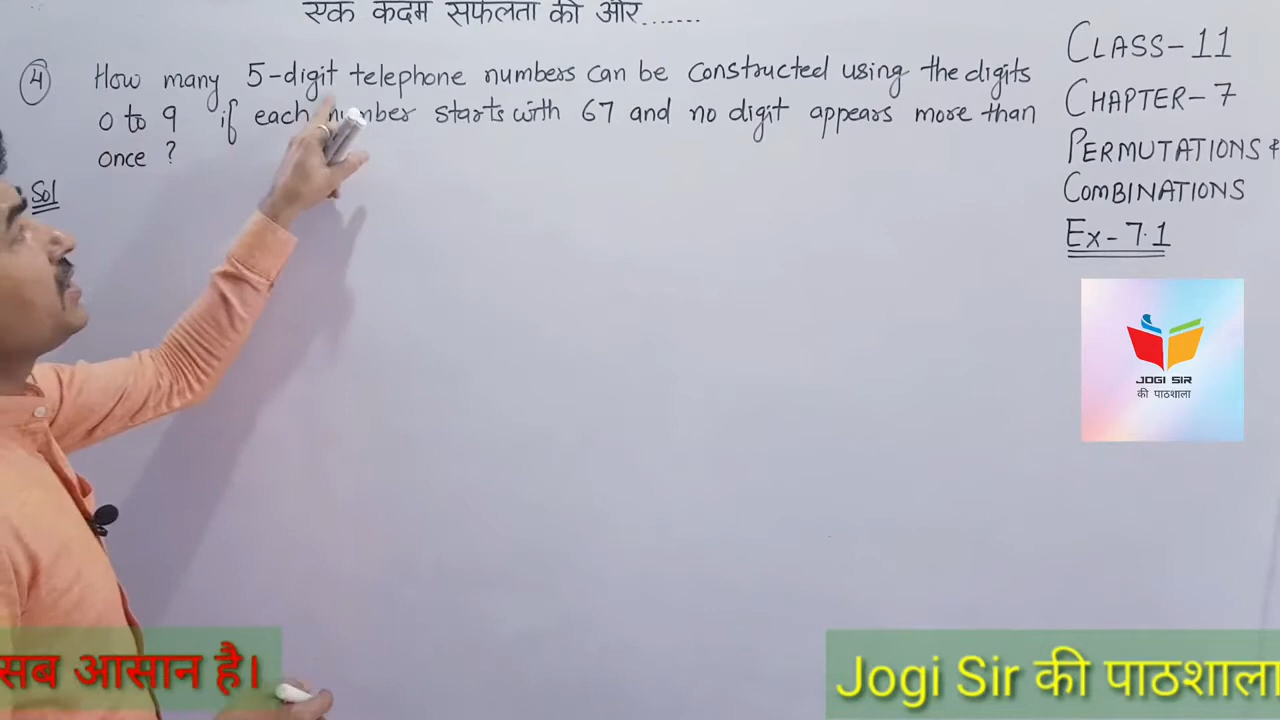 एक कदम सफलता की और.......
④ How many 5-digit telephone numbers can be constructed using the digits
0 to 9 if each number starts with 67 and no digit appears more than
once ?
Sol
CLASS-11
CHAPTER-7
PERMUTATIONS &
COMBINATIONS
Ex-7.1
JOGI SIR
की पाठशाला
सब आसान है।
Jogi Sir की पाठशाला